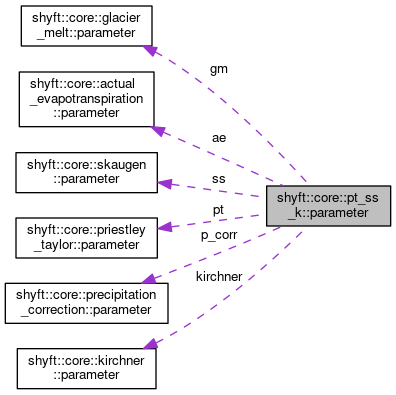 shyft::core::glacier
_melt::parameter
gm
shyft::core::actual
_evapotranspiration
::parameter
ae
shyft::core::skaugen
::parameter
ss
shyft::core::pt_ss
_k::parameter
pt
shyft::core::priestley
_taylor::parameter
p_corr
shyft::core::precipitation
_correction::parameter
kirchner
shyft::core::kirchner
::parameter